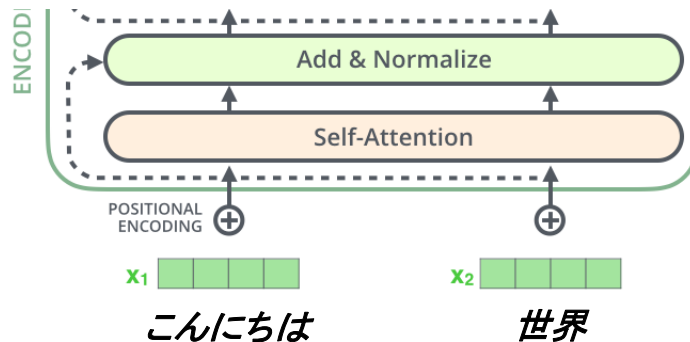 ENCOD
Add & Normalize
Self-Attention
POSITIONAL
ENCODING
x₁
x₂
こんにちは
世界